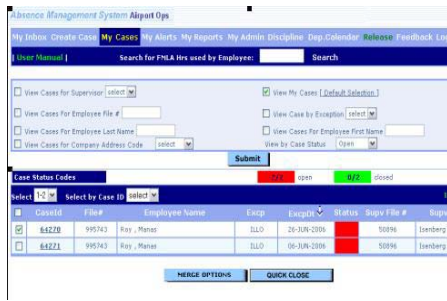 Absence Management System Airport Ops
My Inbox Create Case My Cases My Alerts My Reports My Admin Discipline Dep.Calendar Release Feedback Lo
[ User Manual ] Search for FMLA Hrs used by Employee: Search
View Cases for Supervisor select View My Cases [ Default Selection ]
View Cases For Employee File # View Case by Exception select
View Cases For Employee Last Name View Cases For Employee First Name
View Cases for Company Address Code select View by Case Status Open
Submit
Case Status Codes open 0/2 closed
Select 1-2 Select by Case ID select
CaseId File# Employee Name Excp ExcpDt Status Supv File # Supv
64270 995743 Roy , Manas ILLO 26-JUN-2006 50896 Isenberg
64271 995743 Roy , Manas ILLO 06-JUN-2006 50896 Isenberg
MERGE OPTIONS QUICK CLOSE